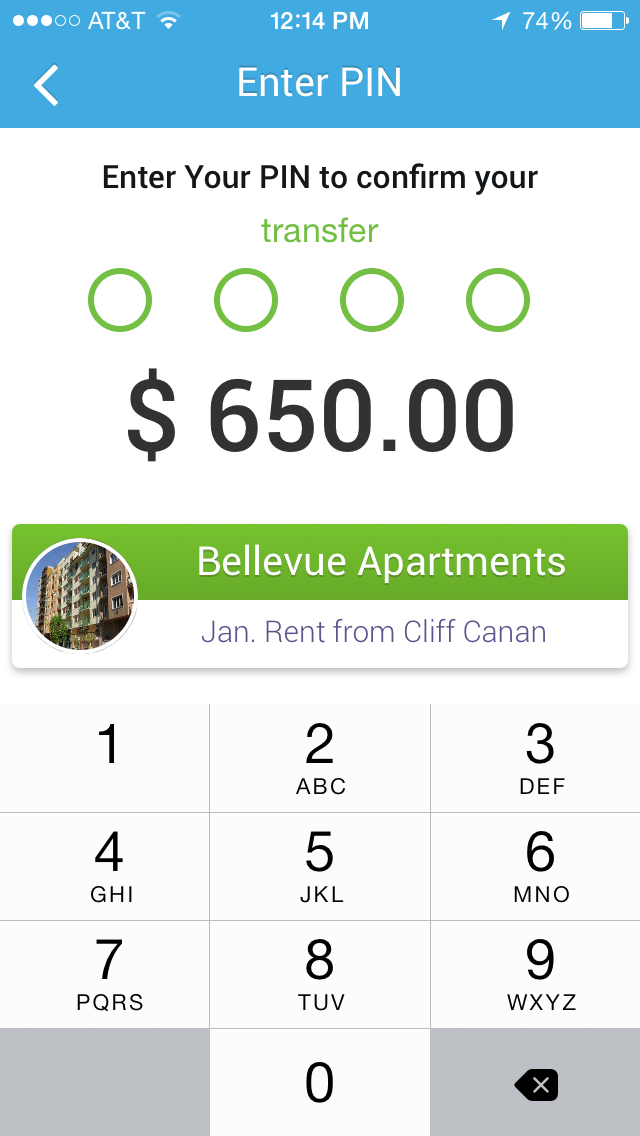 AT&T 12:14 PM 74%
Enter PIN
Enter Your PIN to confirm your
transfer
$ 650.00
Bellevue Apartments
Jan. Rent from Cliff Canan
1 2 3
ABC DEF
4 5 6
GHI JKL MNO
7 8 9
PQRS TUV WXYZ
0